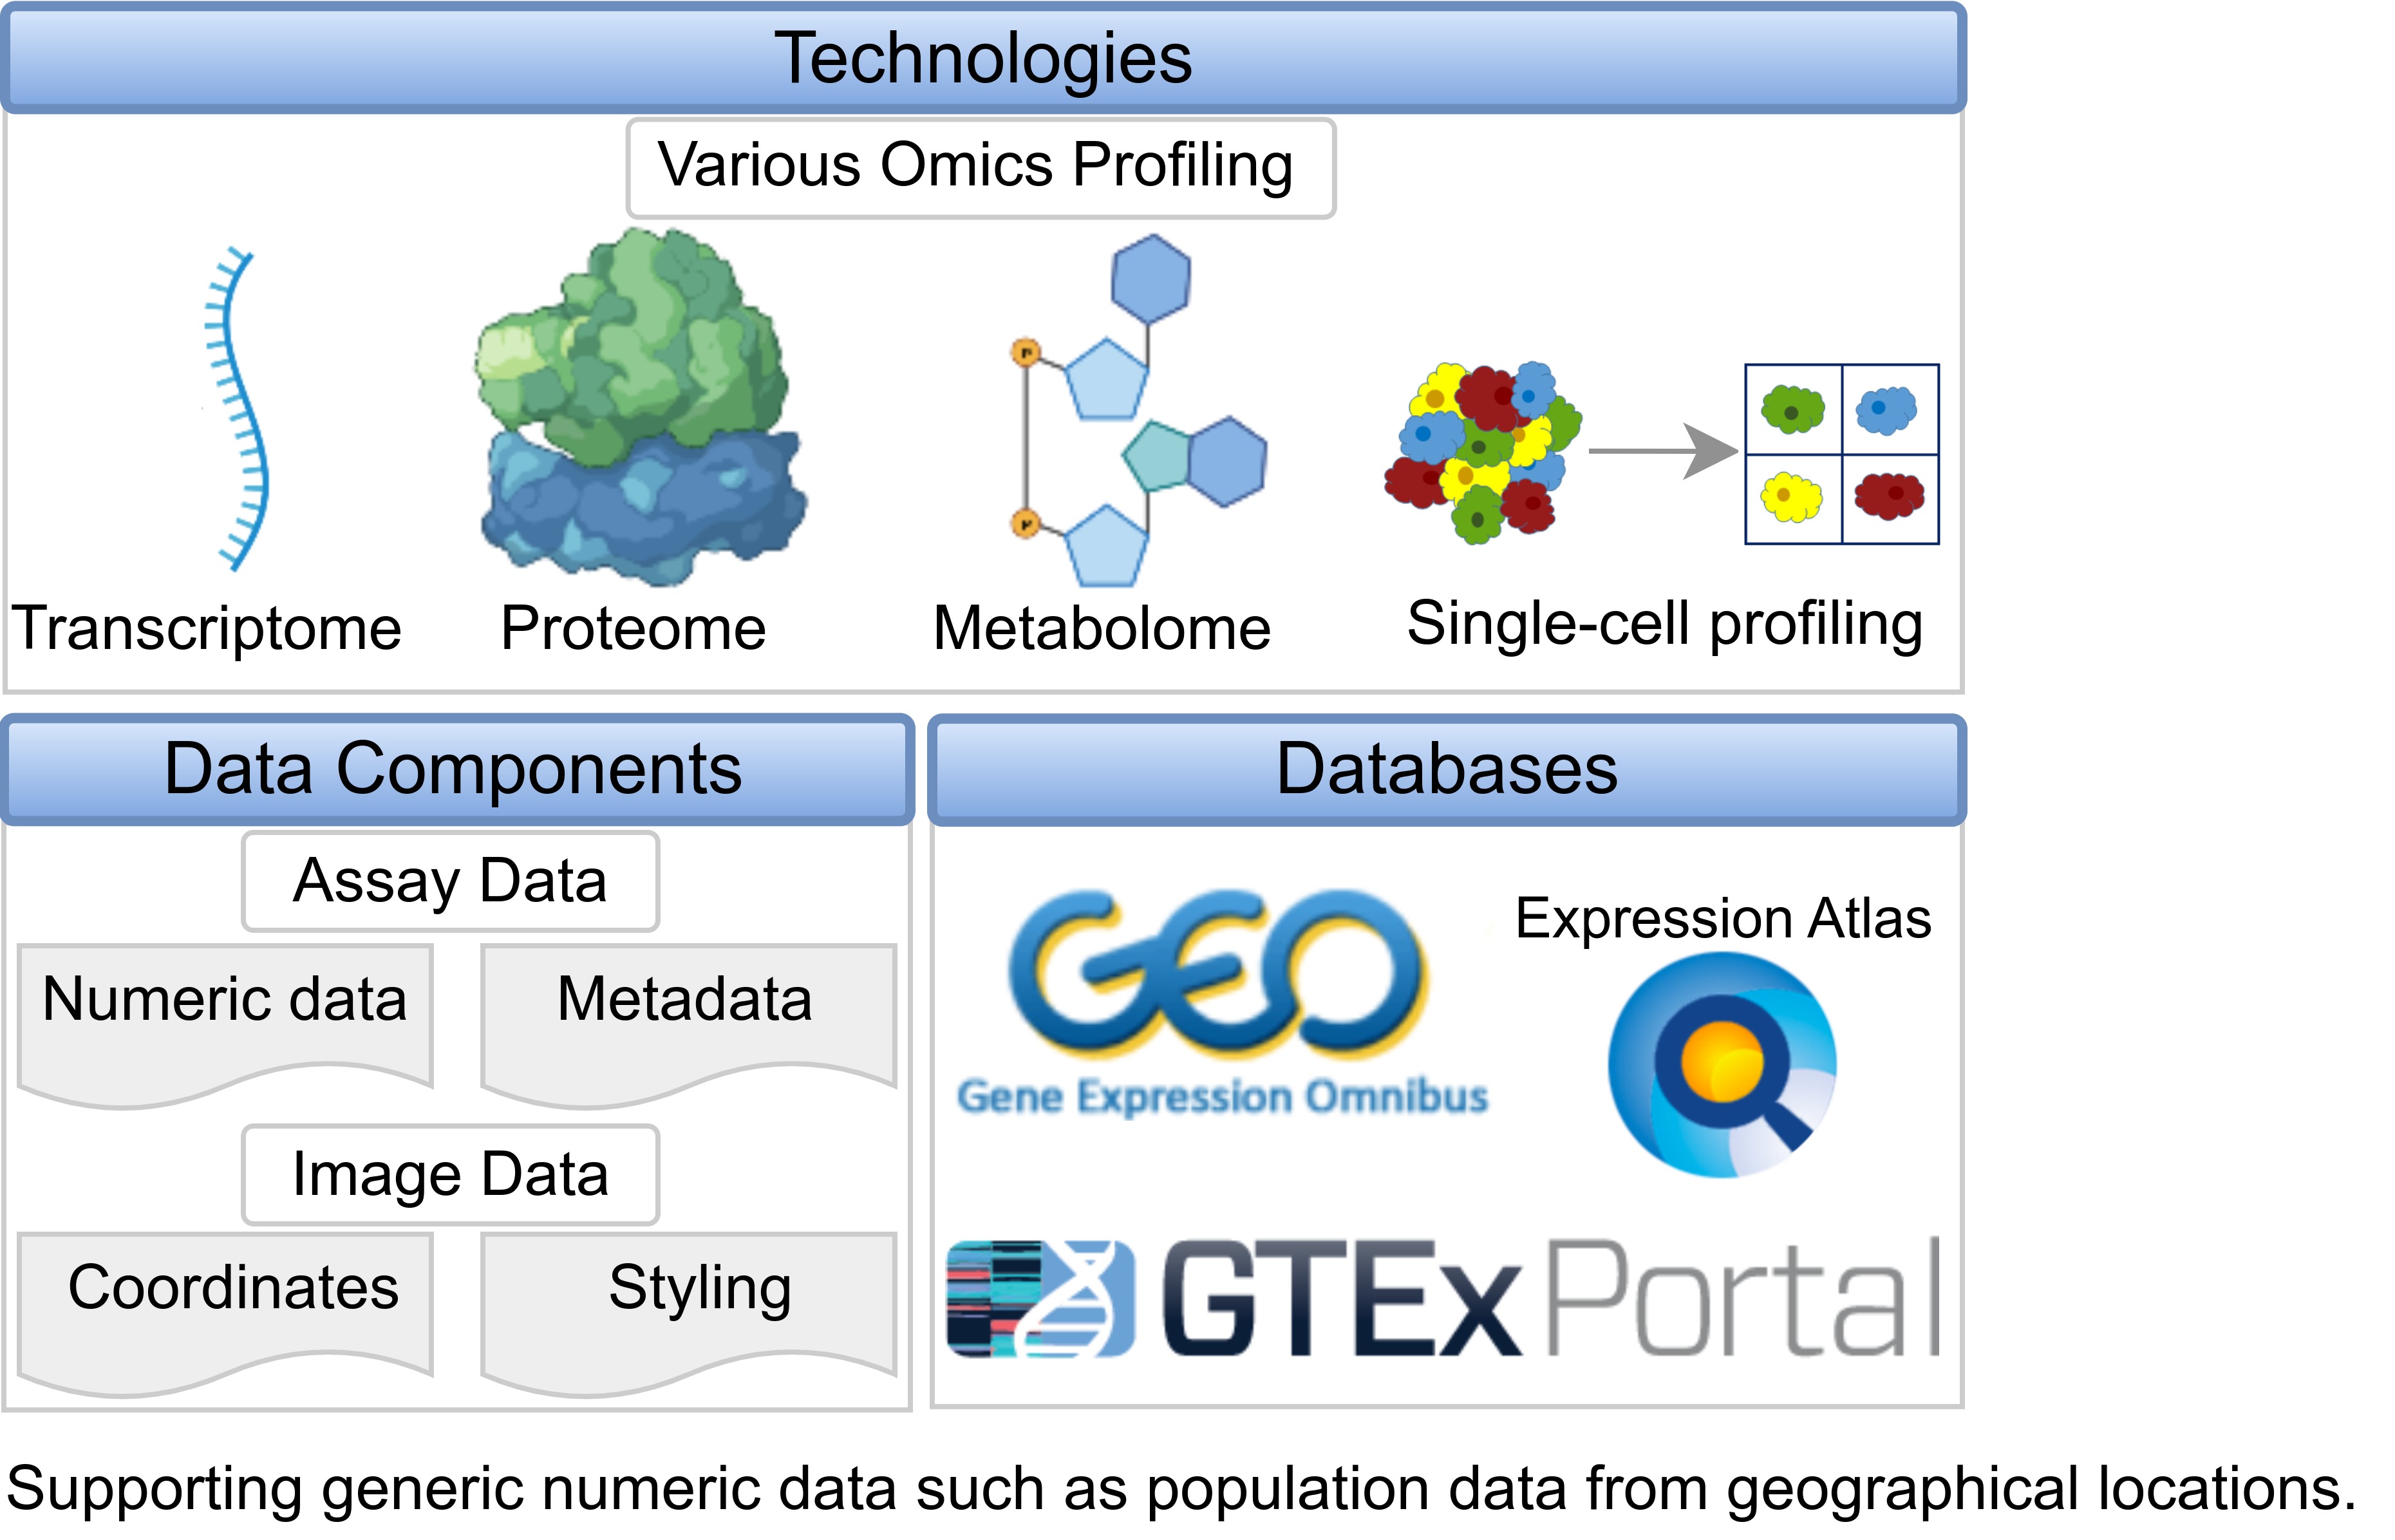 Technologies
Various Omics Profiling
P
P
Transcriptome
Proteome
Metabolome
Single-cell profiling
Data Components
Assay Data
Numeric data
Metadata
Image Data
Coordinates
Styling
Databases
GEO
Gene Expression Omnibus
Expression Atlas
GTEx Portal
Supporting generic numeric data such as population data from geographical locations.